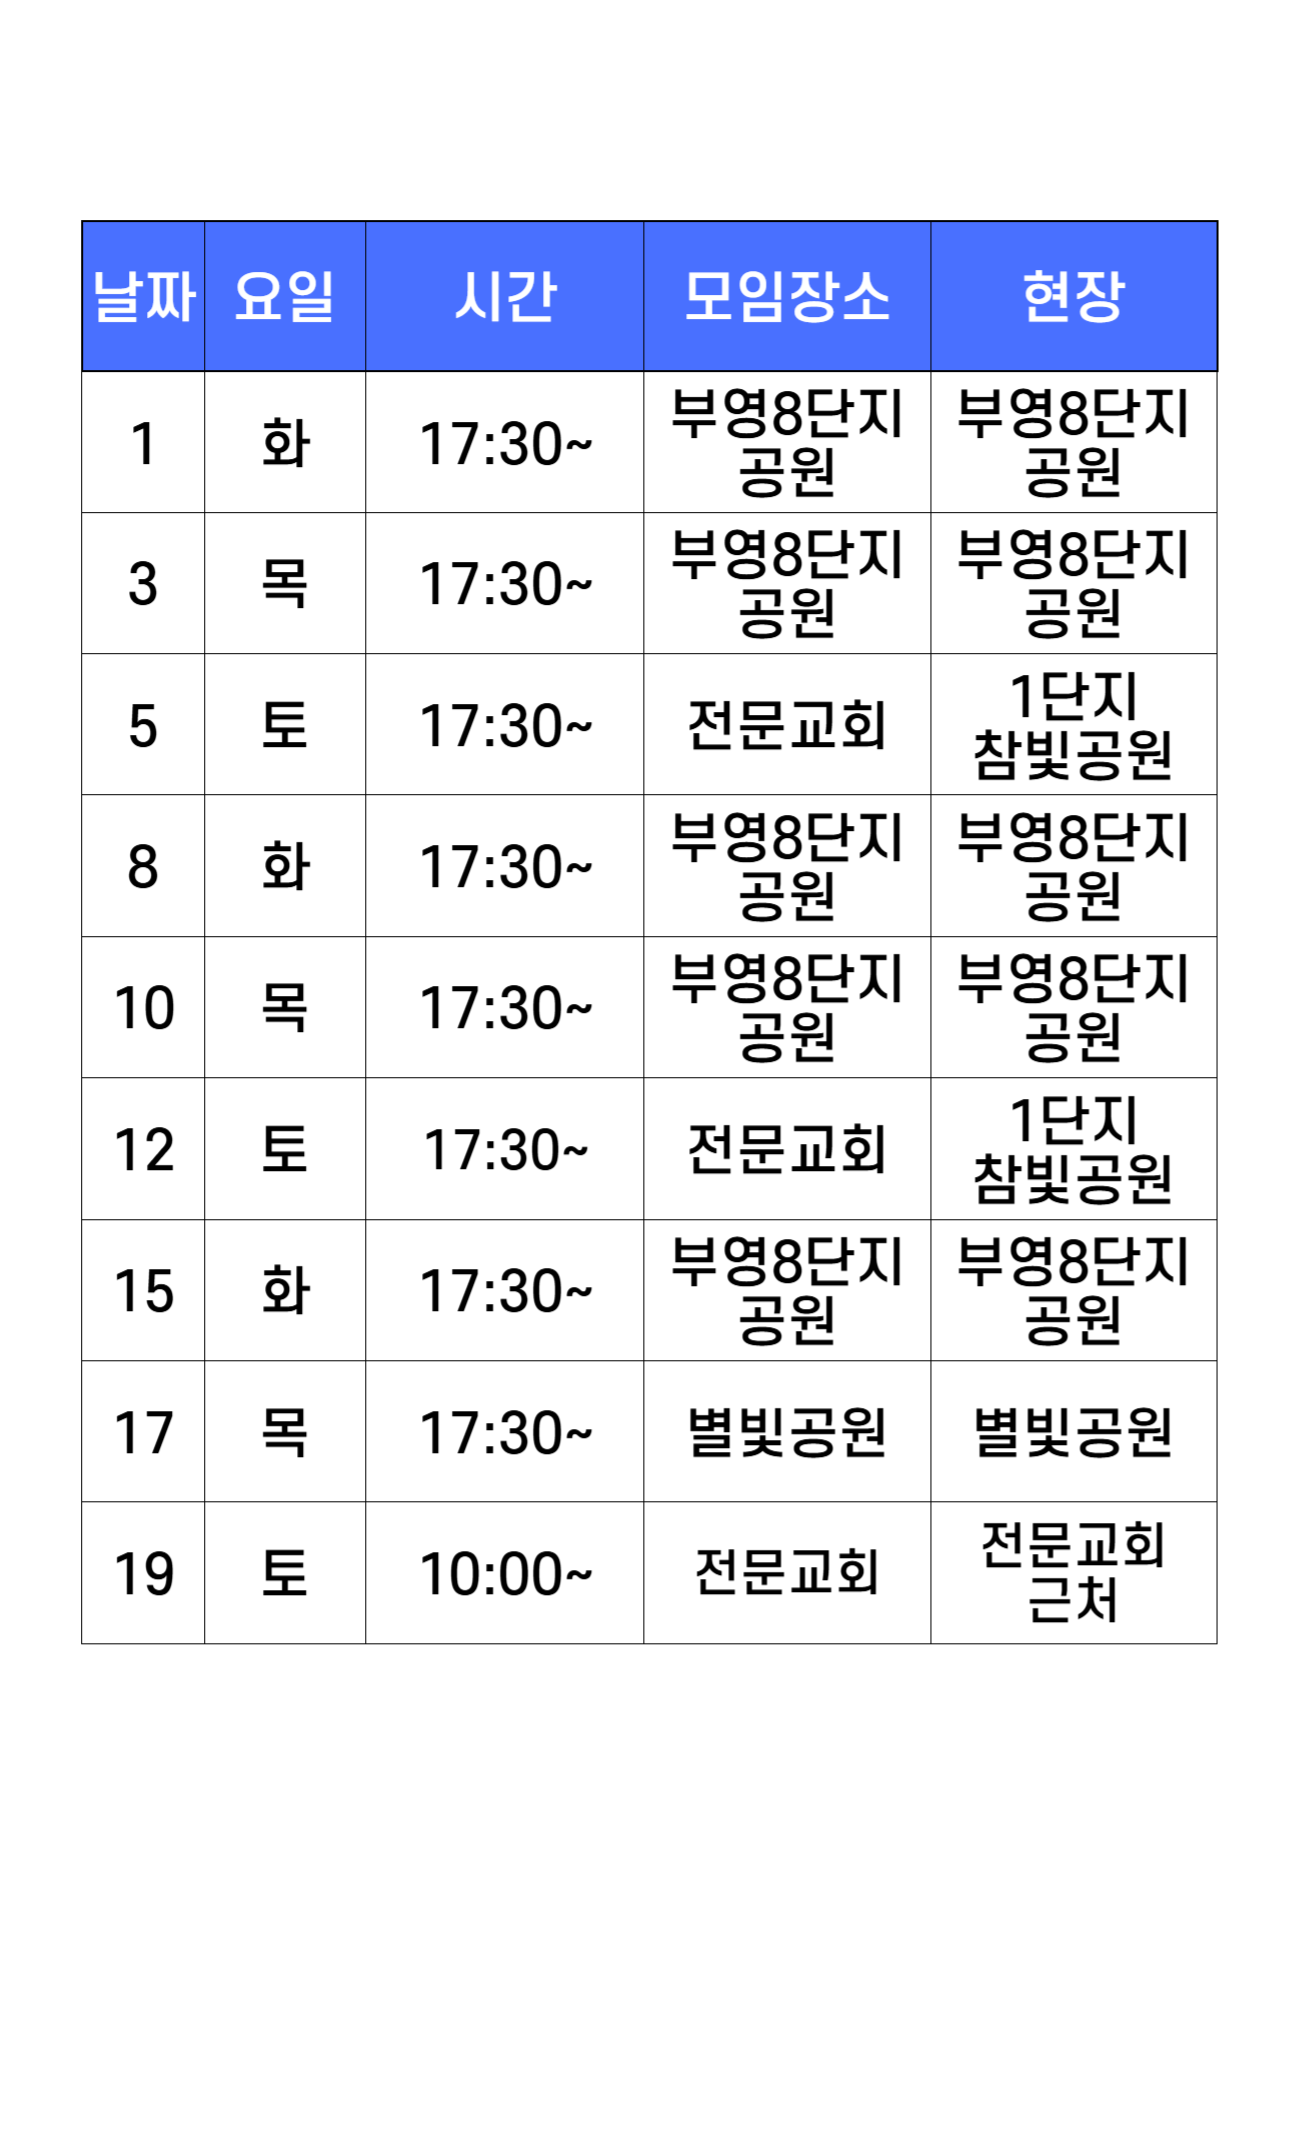 날짜 요일 시간 모임장소 현장
1 화 17:30~ 부영8단지 공원 부영8단지 공원
3 목 17:30~ 부영8단지 공원 부영8단지 공원
5 토 17:30~ 전문교회 1단지 참빛공원
8 화 17:30~ 부영8단지 공원 부영8단지 공원
10 목 17:30~ 부영8단지 공원 부영8단지 공원
12 토 17:30~ 전문교회 1단지 참빛공원
15 화 17:30~ 부영8단지 공원 부영8단지 공원
17 목 17:30~ 별빛공원 별빛공원
19 토 10:00~ 전문교회 전문교회 근처